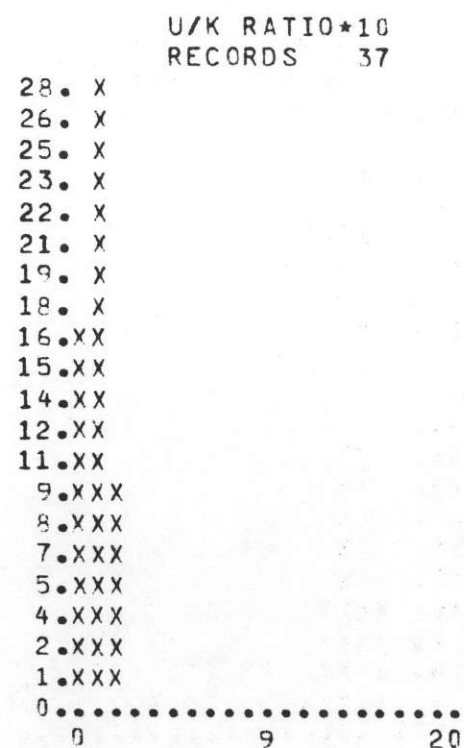 U/K RATIO*10
RECORDS 37
28. X
26. X
25. X
23. X
22. X
21. X
19. X
18. X
16.XX
15.XX
14.XX
12.XX
11.XX
9.XXX
8.XXX
7.XXX
5.XXX
4.XXX
2.XXX
1.XXX
0......................
0 9 20